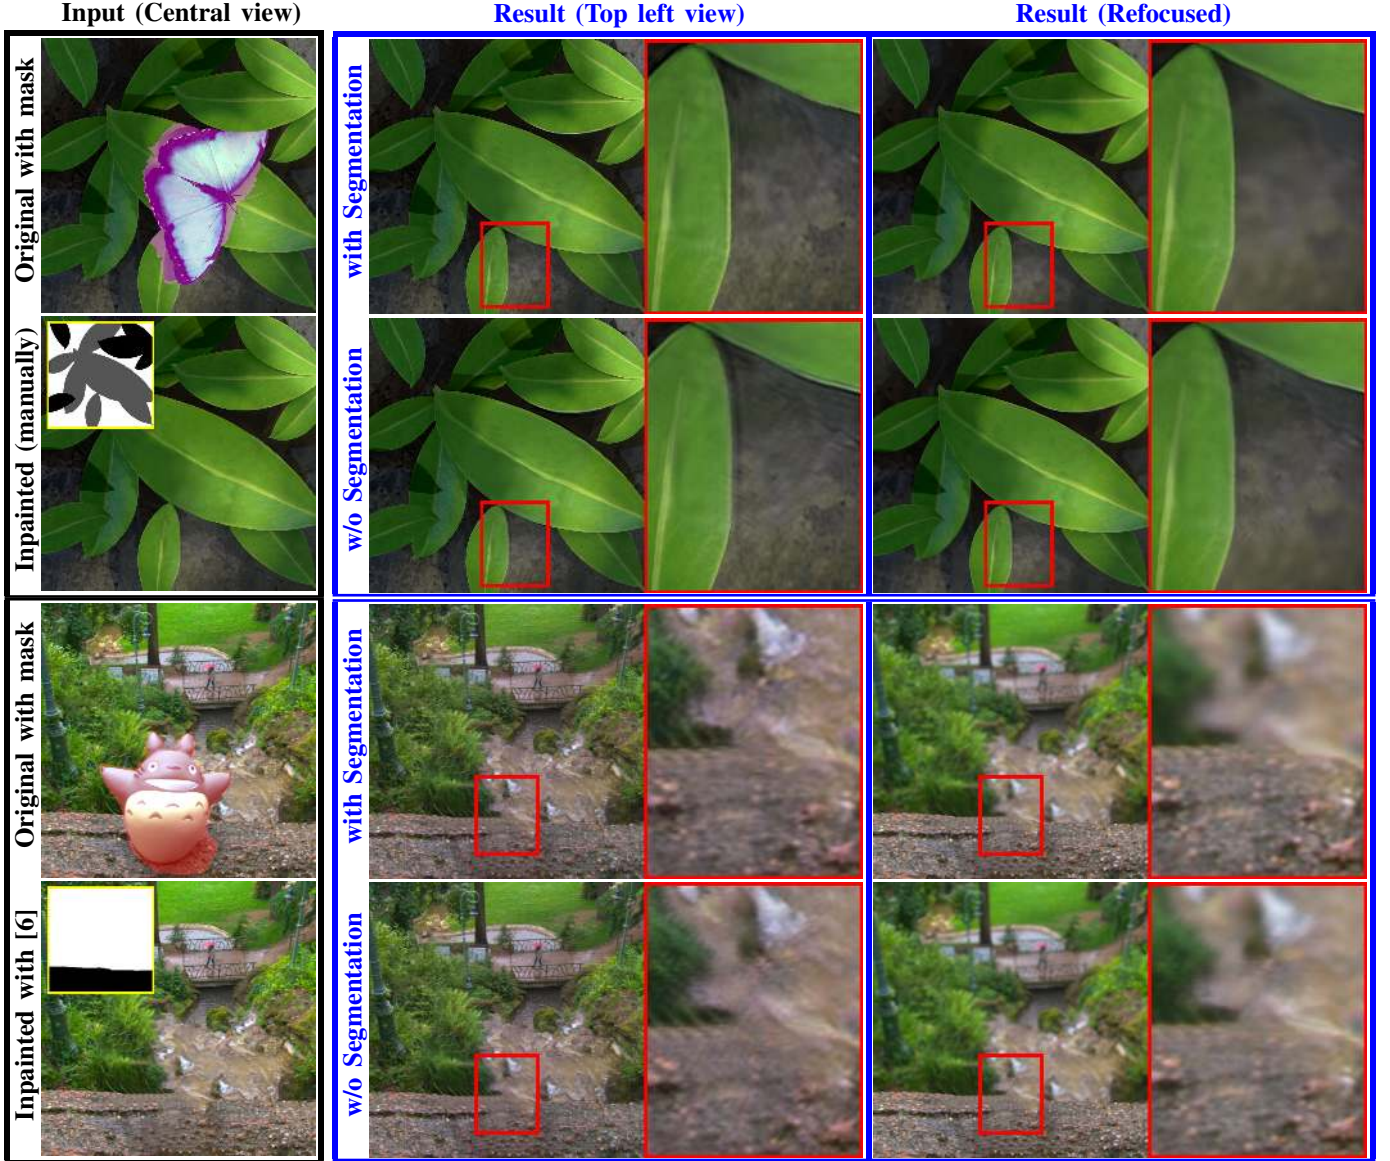 Input (Central view)
Result (Top left view)
Result (Refocused)
Original with mask
with Segmentation
Inpainted (manually)
w/o Segmentation
Original with mask
with Segmentation
Inpainted with [6]
w/o Segmentation